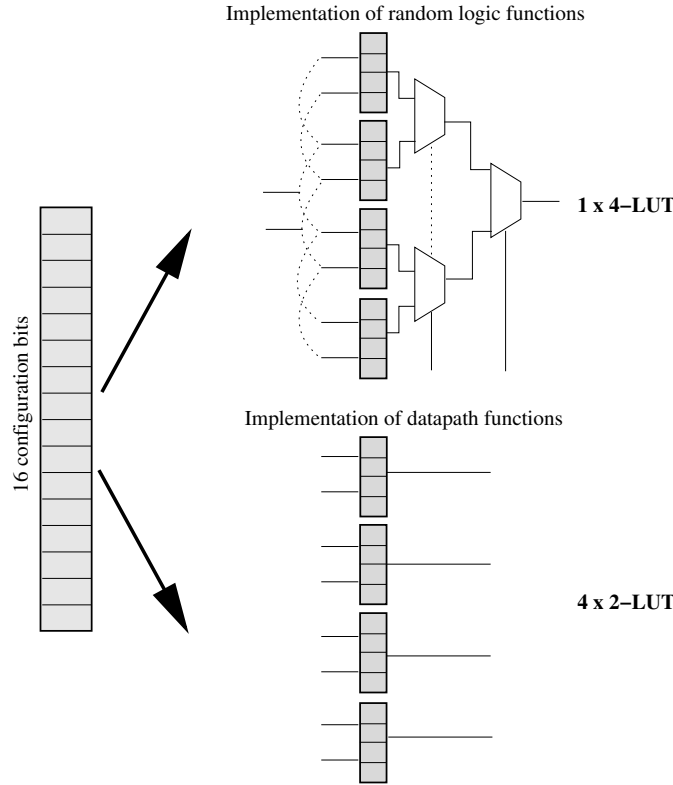 Implementation of random logic functions
1 x 4−LUT
16 configuration bits
Implementation of datapath functions
4 x 2−LUT